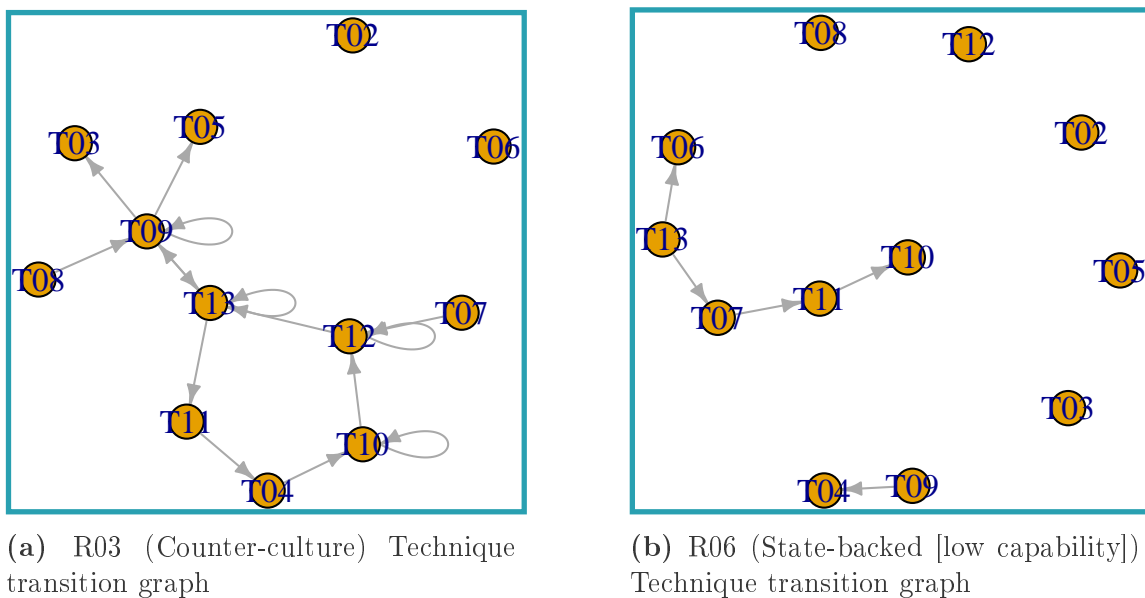 T02
T03
T05
T06
T09
T08
T13
T07
T12
T11
T10
T04
(a) R03 (Counter-culture) Technique
transition graph
T08
T12
T02
T06
T13
T10
T05
T11
T07
T03
T04
T09
(b) R06 (State-backed [low capability])
Technique transition graph